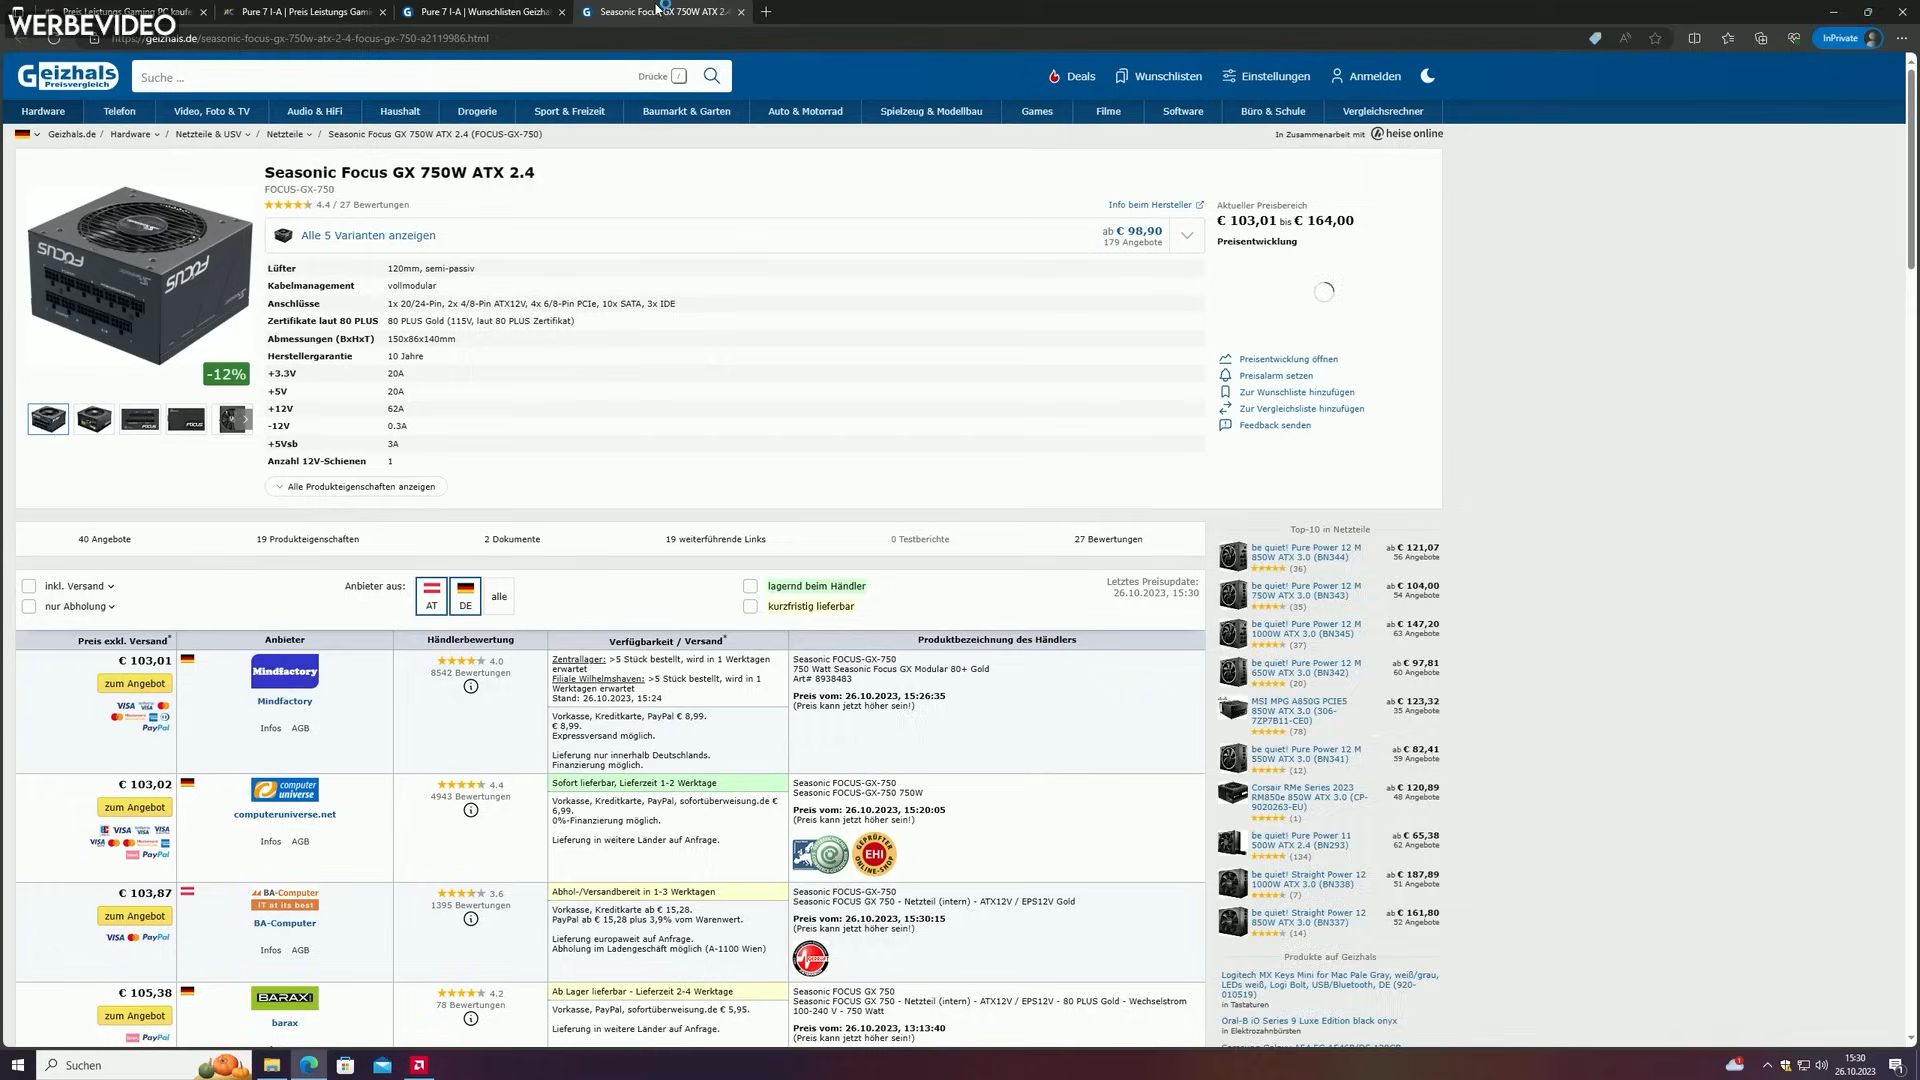 WERBEVIDEO
Preis Leistungs Gaming PC kaufe
Pure 7 I-A | Preis Leistungs Gami
Pure 7 I-A | Wunschlisten Geizha
Seasonic Focus GX 750W ATX 2.4
https://geizhals.de/seasonic-focus-gx-750w-atx-2-4-focus-gx-750-a2119986.html
InPrivate
Geizhals
Preisvergleich
Suche ...
Drücke /
Deals
Wunschlisten
Einstellungen
Anmelden
Hardware
Telefon
Video, Foto & TV
Audio & HiFi
Haushalt
Drogerie
Sport & Freizeit
Baumarkt & Garten
Auto & Motorrad
Spielzeug & Modellbau
Games
Filme
Software
Büro & Schule
Vergleichsrechner
Geizhals.de / Hardware / Netzteile & USV / Netzteile / Seasonic Focus GX 750W ATX 2.4 (FOCUS-GX-750)
In Zusammenarbeit mit heise online
Seasonic Focus GX 750W ATX 2.4
FOCUS-GX-750
4.4 / 27 Bewertungen
Info beim Hersteller
Alle 5 Varianten anzeigen
ab € 98,90
179 Angebote
Aktueller Preisbereich
€ 103,01 bis € 164,00
Preisentwicklung
FOCUS
-12%
Lüfter 120mm, semi-passiv
Kabelmanagement vollmodular
Anschlüsse 1x 20/24-Pin, 2x 4/8-Pin ATX12V, 4x 6/8-Pin PCIe, 10x SATA, 3x IDE
Zertifikate laut 80 PLUS 80 PLUS Gold (115V, laut 80 PLUS Zertifikat)
Abmessungen (BxHxT) 150x86x140mm
Herstellergarantie 10 Jahre
+3.3V 20A
+5V 20A
+12V 62A
-12V 0.3A
+5Vsb 3A
Anzahl 12V-Schienen 1
Alle Produkteigenschaften anzeigen
Preisentwicklung öffnen
Preisalarm setzen
Zur Wunschliste hinzufügen
Zur Vergleichsliste hinzufügen
Feedback senden
40 Angebote
19 Produkteigenschaften
2 Dokumente
19 weiterführende Links
0 Testberichte
27 Bewertungen
inkl. Versand
nur Abholung
Anbieter aus:
AT
DE
alle
lagernd beim Händler
kurzfristig lieferbar
Letztes Preisupdate:
26.10.2023, 15:30
Preis exkl. Versand*
Anbieter
Händlerbewertung
Verfügbarkeit / Versand*
Produktbezeichnung des Händlers
€ 103,01
zum Angebot
Mindfactory
Mindfactory
Infos AGB
4.0
8542 Bewertungen
Zentrallager: >5 Stück bestellt, wird in 1 Werktagen
erwartet
Filiale Wilhelmshaven: >5 Stück bestellt, wird in 1
Werktagen erwartet
Stand: 26.10.2023, 15:24
Vorkasse, Kreditkarte, PayPal € 8,99.
€ 8,99.
Expressversand möglich.
Lieferung nur innerhalb Deutschlands.
Finanzierung möglich.
Seasonic FOCUS-GX-750
750 Watt Seasonic Focus GX Modular 80+ Gold
Art# 8938483
Preis vom: 26.10.2023, 15:26:35
(Preis kann jetzt höher sein!)
€ 103,02
zum Angebot
computer
universe
computeruniverse.net
Infos AGB
4.4
4943 Bewertungen
Sofort lieferbar, Lieferzeit 1-2 Werktage
Vorkasse, Kreditkarte, PayPal, sofortüberweisung.de €
6,99.
0%-Finanzierung möglich.
Lieferung in weitere Länder auf Anfrage.
Seasonic FOCUS-GX-750
Seasonic FOCUS-GX-750 750W
Preis vom: 26.10.2023, 15:20:05
(Preis kann jetzt höher sein!)
GEPRÜFTER
EHI
ONLINE-SHOP
€ 103,87
zum Angebot
BA-Computer
IT at its best
BA-Computer
Infos AGB
3.6
1395 Bewertungen
Abhol-/Versandbereit in 1-3 Werktagen
Vorkasse, Kreditkarte ab € 15,28.
PayPal ab € 15,28 plus 3,9% vom Warenwert.
Lieferung europaweit auf Anfrage.
Abholung im Ladengeschäft möglich (A-1100 Wien)
Seasonic FOCUS-GX-750
Seasonic FOCUS GX 750 - Netzteil (intern) - ATX12V / EPS12V Gold
Preis vom: 26.10.2023, 15:30:15
(Preis kann jetzt höher sein!)
€ 105,38
zum Angebot
BARAXI
barax
4.2
78 Bewertungen
Ab Lager lieferbar - Lieferzeit 2-4 Werktage
Vorkasse, PayPal, sofortüberweisung.de € 5,95.
Lieferung in weitere Länder auf Anfrage.
Seasonic FOCUS GX 750
Seasonic FOCUS GX 750 - Netzteil (intern) - ATX12V / EPS12V - 80 PLUS Gold - Wechselstrom
100-240 V - 750 Watt
Preis vom: 26.10.2023, 13:13:40
(Preis kann jetzt höher sein!)
Top-10 in Netzteile
be quiet! Pure Power 12 M
850W ATX 3.0 (BN344)
(36)
ab € 121,07
56 Angebote
be quiet! Pure Power 12 M
750W ATX 3.0 (BN343)
(35)
ab € 104,00
54 Angebote
be quiet! Pure Power 12 M
1000W ATX 3.0 (BN345)
(37)
ab € 147,20
63 Angebote
be quiet! Pure Power 12 M
650W ATX 3.0 (BN342)
(20)
ab € 97,81
60 Angebote
MSI MPG A850G PCIE5
850W ATX 3.0 (306-
7ZP7B11-CE0)
(78)
ab € 123,32
35 Angebote
be quiet! Pure Power 12 M
550W ATX 3.0 (BN341)
(12)
ab € 82,41
59 Angebote
Corsair RMe Series 2023
RM850e 850W ATX 3.0 (CP-
9020263-EU)
(1)
ab € 120,89
48 Angebote
be quiet! Pure Power 11
500W ATX 2.4 (BN293)
(134)
ab € 65,38
62 Angebote
be quiet! Straight Power 12
1000W ATX 3.0 (BN338)
(7)
ab € 187,89
51 Angebote
be quiet! Straight Power 12
850W ATX 3.0 (BN337)
(14)
ab € 161,80
52 Angebote
Produkte auf Geizhals
Logitech MX Keys Mini for Mac Pale Gray, weiß/grau,
LEDs weiß, Logi Bolt, USB/Bluetooth, DE (920-
010519)
in Tastaturen
Oral-B iO Series 9 Luxe Edition black onyx
in Elektrozahnbürsten
Suchen
15:30
26.10.2023